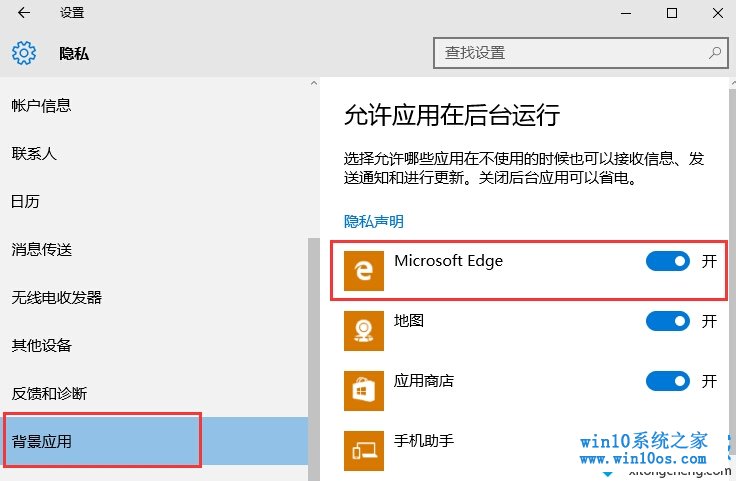 设置
隐私
查找设置
帐户信息
联系人
日历
消息传送
无线电收发器
其他设备
反馈和诊断
背景应用
允许应用在后台运行
选择允许哪些应用在不使用的时候也可以接收信息、发
送通知和进行更新。关闭后台应用可以省电。
隐私声明
Microsoft Edge
开
地图
开
应用商店
开
手机助手
win10系统之家
www.win10os.com
xitongcheng.com